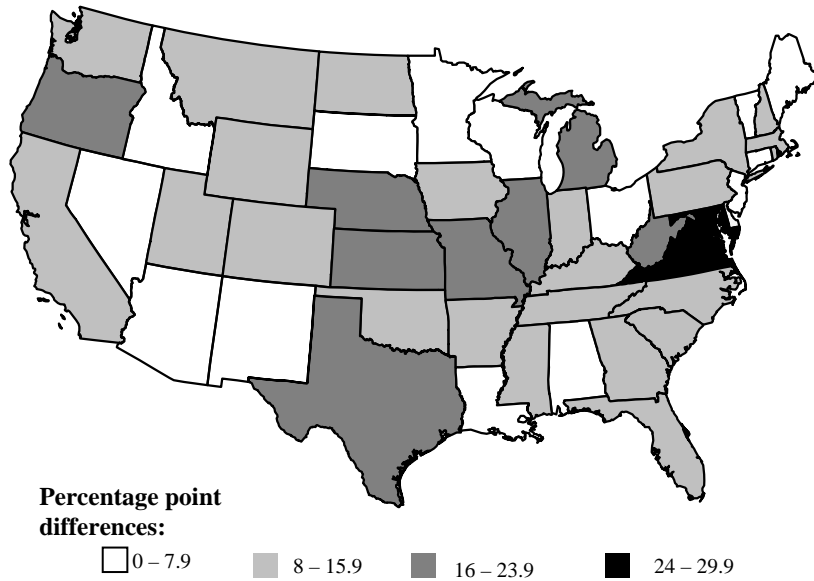 Percentage point
differences:
0 – 7.9
8 – 15.9
16 – 23.9
24 – 29.9